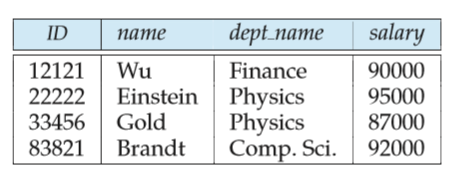 ID name dept_name salary
12121 Wu Finance 90000
22222 Einstein Physics 95000
33456 Gold Physics 87000
83821 Brandt Comp. Sci. 92000